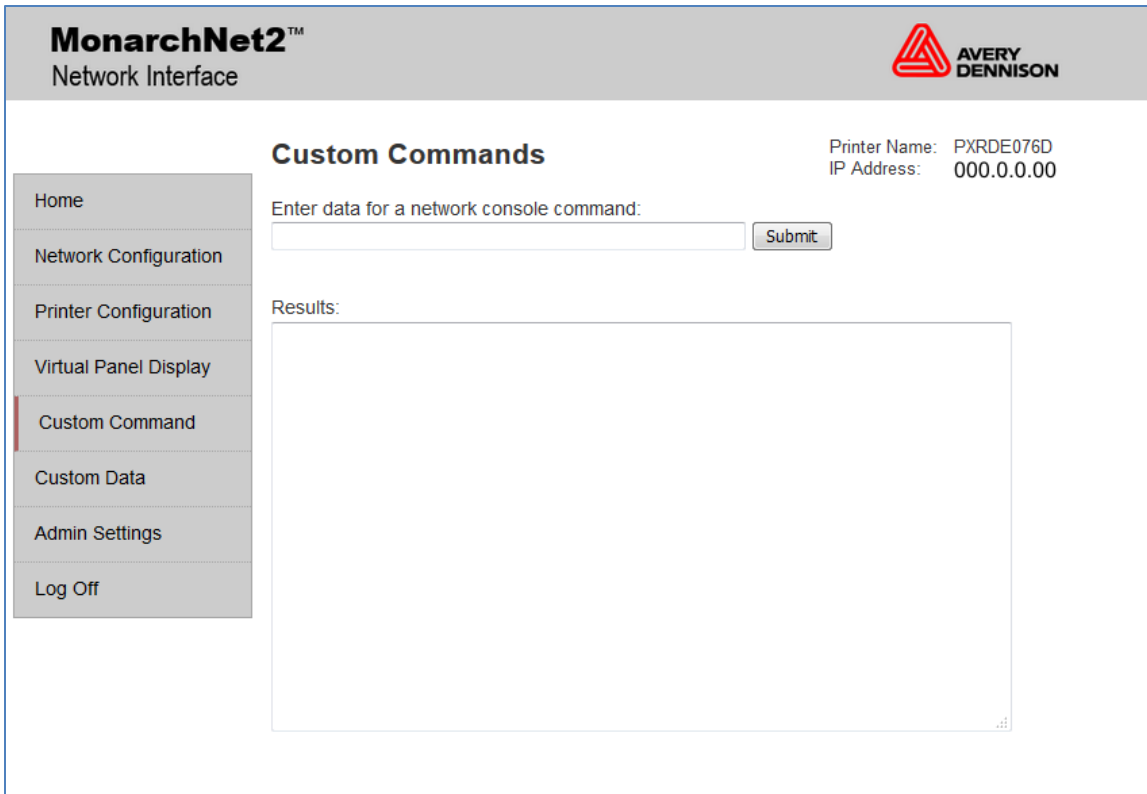 MonarchNet2™
Network Interface
AVERY
DENNISON
Custom Commands
Printer Name: PXRDE076D
IP Address: 000.0.0.00
Home
Network Configuration
Printer Configuration
Virtual Panel Display
Custom Command
Custom Data
Admin Settings
Log Off
Enter data for a network console command:
Submit
Results: